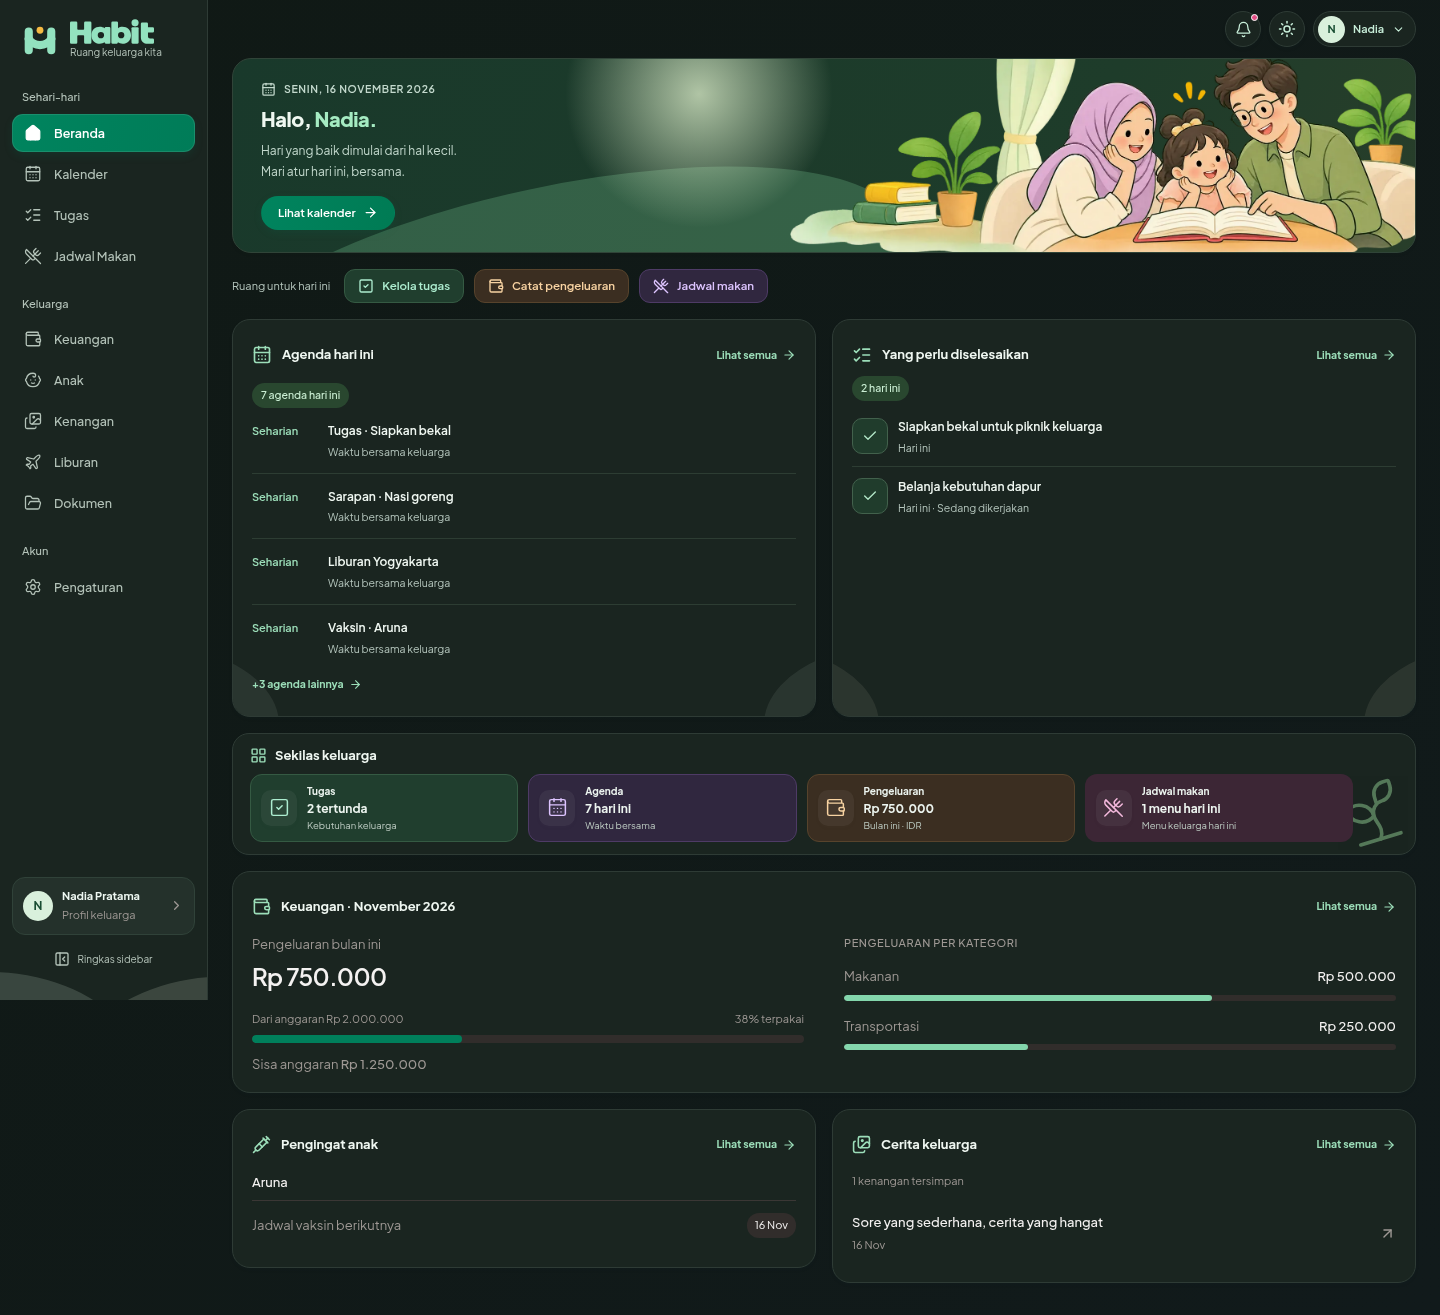 Habit
Ruang keluarga kita
Sehari-hari
Beranda
Kalender
Tugas
Jadwal Makan
Keluarga
Keuangan
Anak
Kenangan
Liburan
Dokumen
Akun
Pengaturan
N
Nadia Pratama
Profil keluarga
Ringkas sidebar
N
Nadia
SENIN, 16 NOVEMBER 2026
Halo, Nadia.
Hari yang baik dimulai dari hal kecil.
Mari atur hari ini, bersama.
Lihat kalender
Ruang untuk hari ini
Kelola tugas
Catat pengeluaran
Jadwal makan
Agenda hari ini
Lihat semua
7 agenda hari ini
Seharian
Tugas · Siapkan bekal
Waktu bersama keluarga
Seharian
Sarapan · Nasi goreng
Waktu bersama keluarga
Seharian
Liburan Yogyakarta
Waktu bersama keluarga
Seharian
Vaksin · Aruna
Waktu bersama keluarga
+3 agenda lainnya
Yang perlu diselesaikan
Lihat semua
2 hari ini
Siapkan bekal untuk piknik keluarga
Hari ini
Belanja kebutuhan dapur
Hari ini · Sedang dikerjakan
Sekilas keluarga
Tugas
2 tertunda
Kebutuhan keluarga
Agenda
7 hari ini
Waktu bersama
Pengeluaran
Rp 750.000
Bulan ini · IDR
Jadwal makan
1 menu hari ini
Menu keluarga hari ini
Keuangan · November 2026
Lihat semua
Pengeluaran bulan ini
Rp 750.000
Dari anggaran Rp 2.000.000
38% terpakai
Sisa anggaran Rp 1.250.000
PENGELUARAN PER KATEGORI
Makanan
Rp 500.000
Transportasi
Rp 250.000
Pengingat anak
Lihat semua
Aruna
Jadwal vaksin berikutnya
16 Nov
Cerita keluarga
Lihat semua
1 kenangan tersimpan
Sore yang sederhana, cerita yang hangat
16 Nov